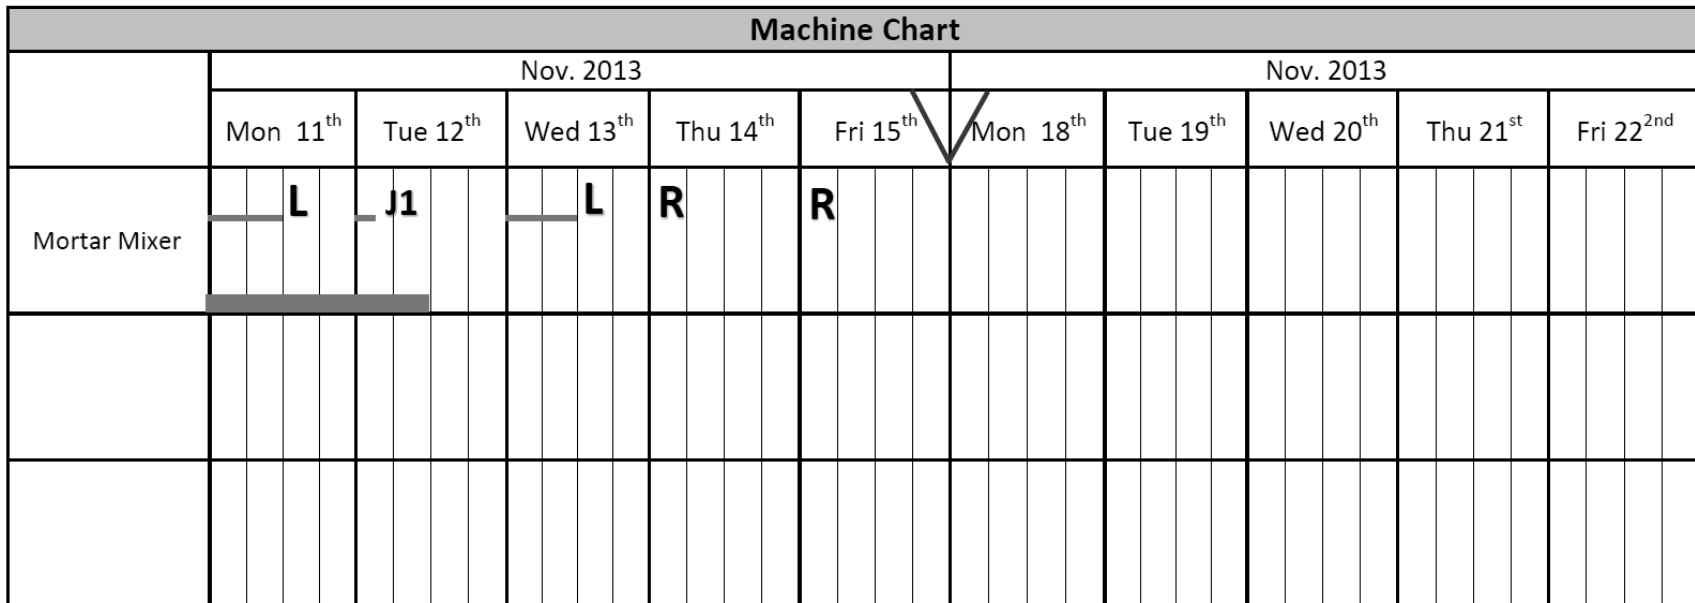 Machine Chart
Nov. 2013 Nov. 2013
Mon 11th Tue 12th Wed 13th Thu 14th Fri 15th Mon 18th Tue 19th Wed 20th Thu 21st Fri 222nd
L J1 L R R
Mortar Mixer